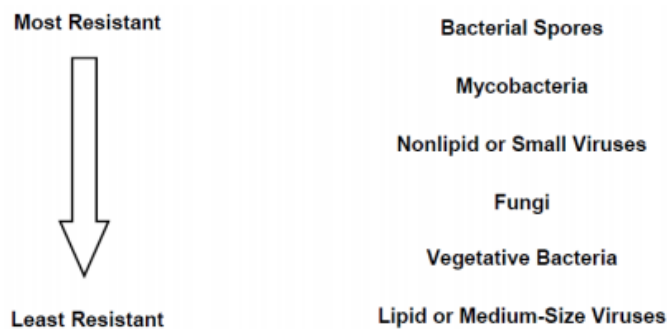 Most Resistant
Bacterial Spores
Mycobacteria
Nonlipid or Small Viruses
Fungi
Vegetative Bacteria
Least Resistant
Lipid or Medium-Size Viruses